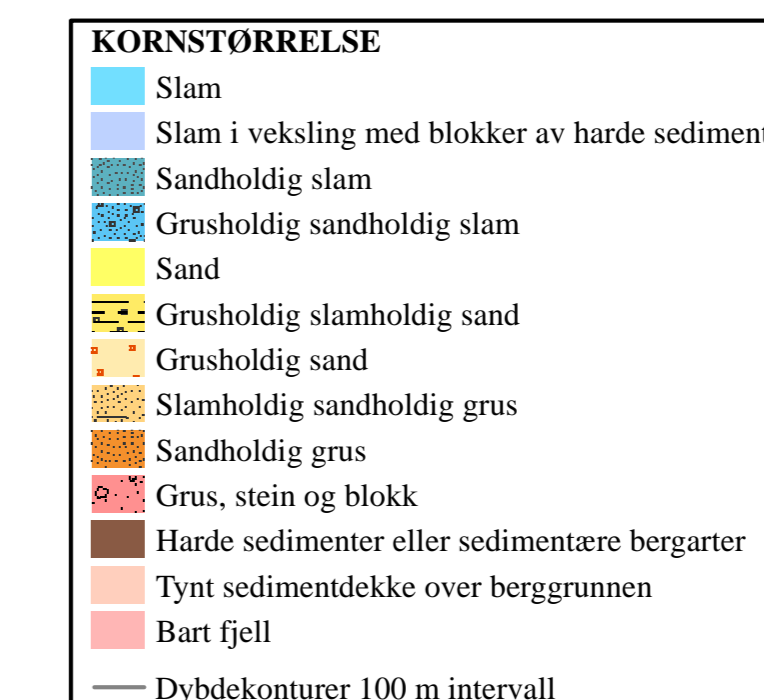 KORNSTØRRELSE
Slam
Slam i veksling med blokker av harde sediment
Sandholdig slam
Grusholdig sandholdig slam
Sand
Grusholdig slamholdig sand
Grusholdig sand
Slamholdig sandholdig grus
Sandholdig grus
Grus, stein og blokk
Harde sedimenter eller sedimentære bergarter
Tynt sedimentdekke over berggrunnen
Bart fjell
Dybdekonturer 100 m intervall